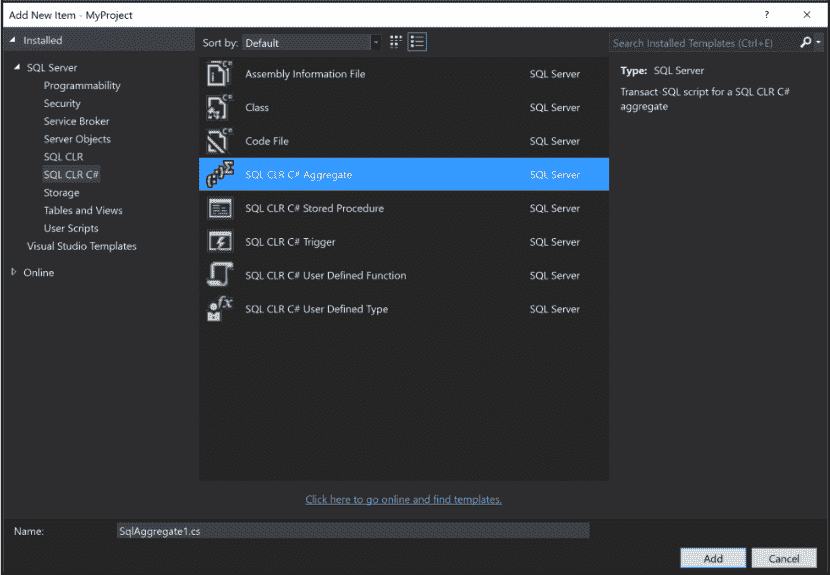 Add New Item - MyProject
? ×
Installed
Sort by: Default
Search Installed Templates (Ctrl+E)
SQL Server
Programmability
Security
Service Broker
Server Objects
SQL CLR
SQL CLR C#
Storage
Tables and Views
User Scripts
Visual Studio Templates
Online
Assembly Information File SQL Server
Class SQL Server
Code File SQL Server
SQL CLR C# Aggregate SQL Server
SQL CLR C# Stored Procedure SQL Server
SQL CLR C# Trigger SQL Server
SQL CLR C# User Defined Function SQL Server
SQL CLR C# User Defined Type SQL Server
Type: SQL Server
Transact-SQL script for a SQL CLR C#
aggregate
Click here to go online and find templates.
Name: SqlAggregate1.cs
Add Cancel